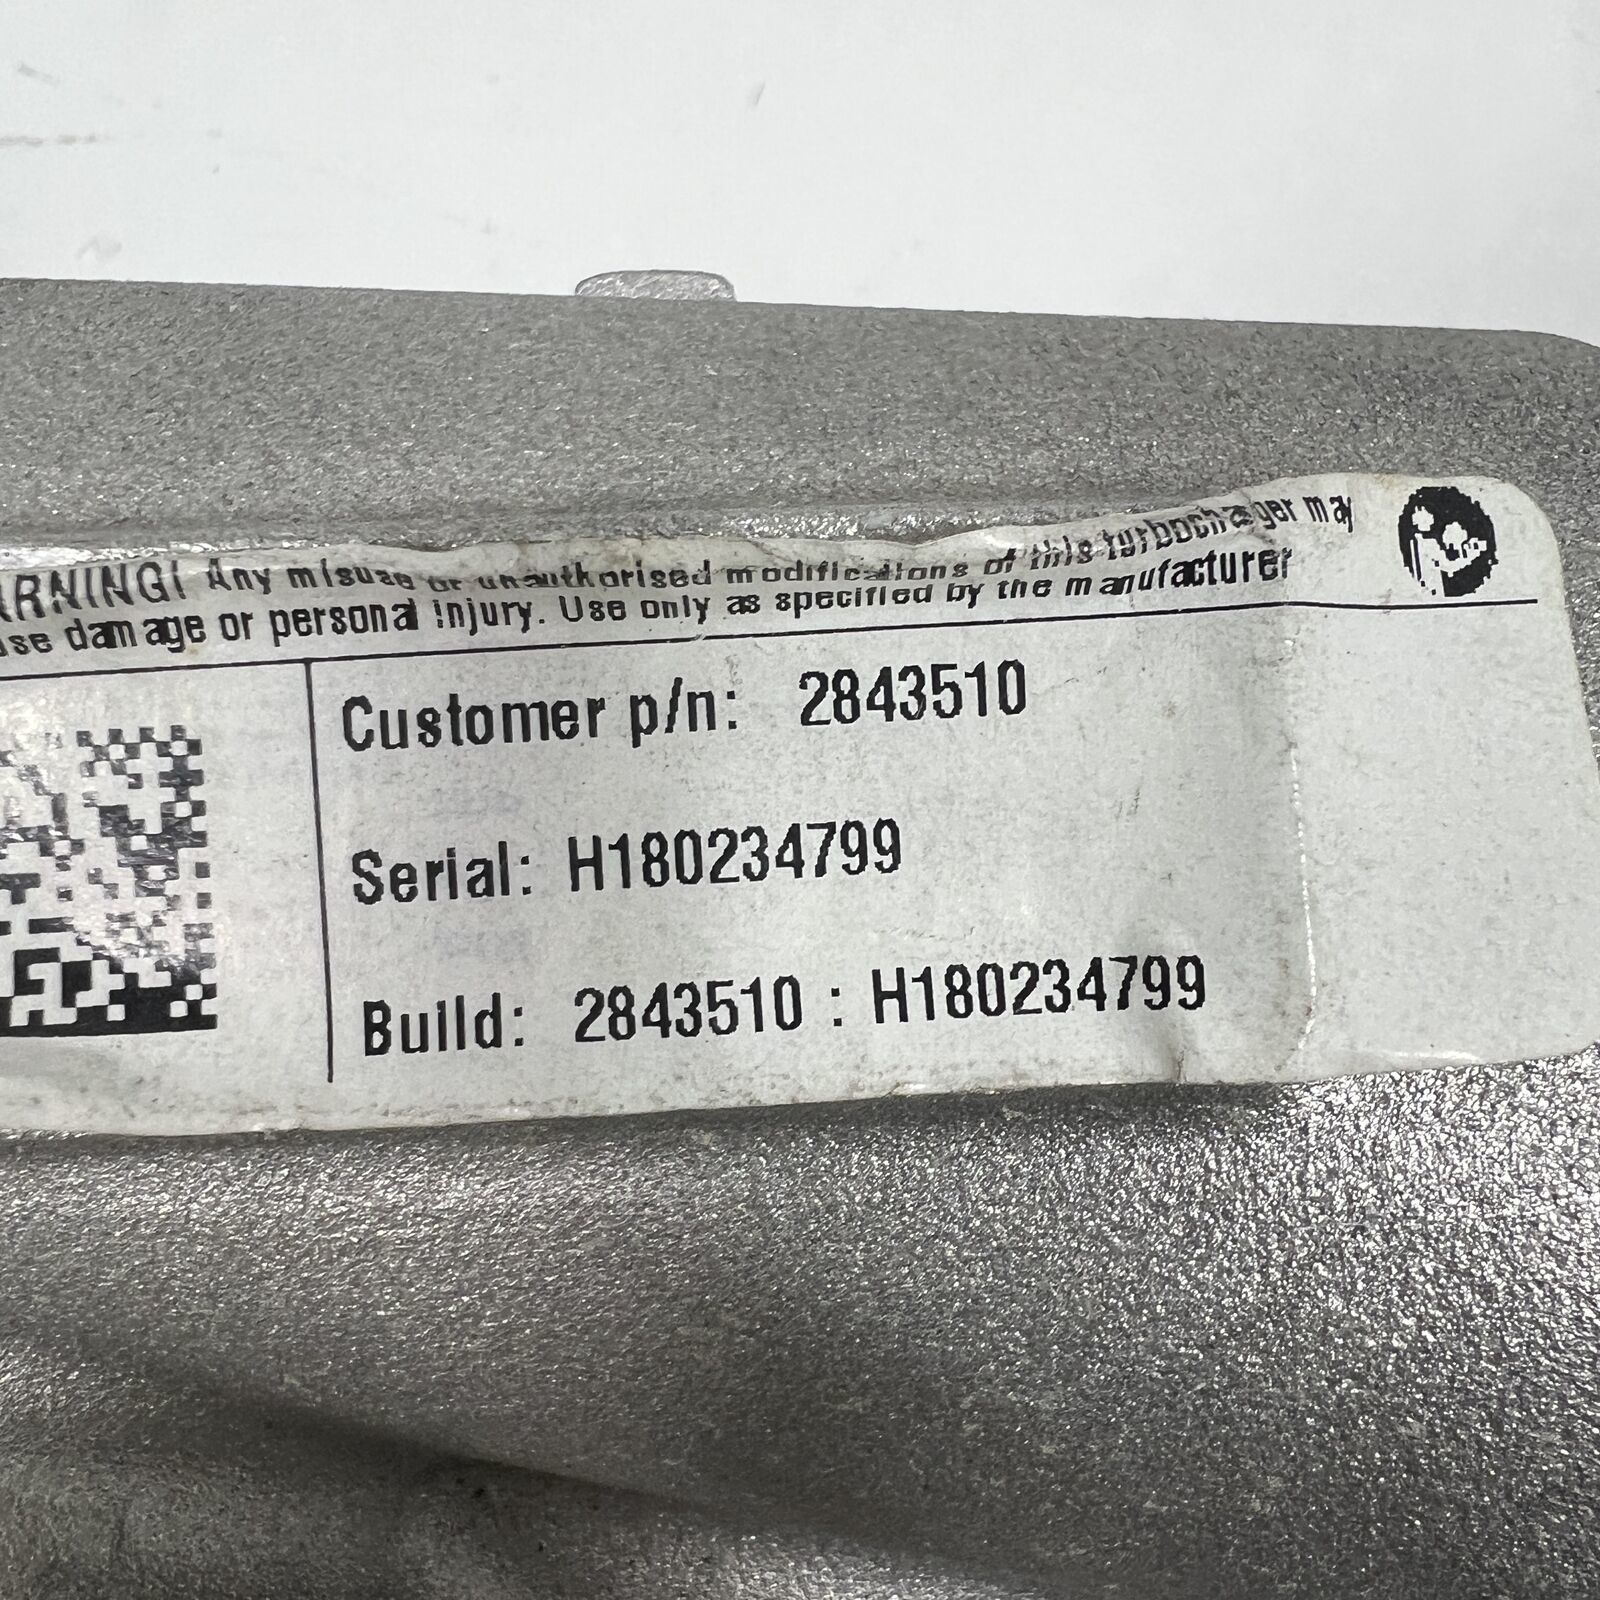 WARNING! Any misuse or unauthorised modifications of this turbocharger may
use damage or personal injury. Use only as specified by the manufacturer
Customer p/n: 2843510
Serial: H180234799
Build: 2843510 : H180234799